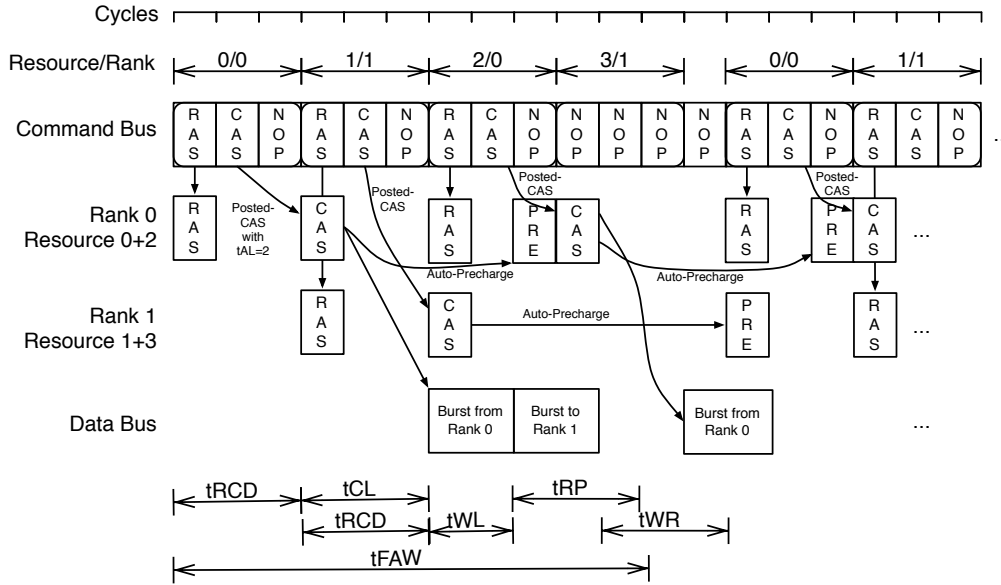 Cycles
Resource/Rank
0/0 1/1 2/0 3/1 0/0 1/1
Command Bus
RAS CAS NOP RAS CAS NOP RAS CAS NOP NOP NOP NOP NOP RAS CAS NOP RAS CAS NOP ...
Posted-CAS with tAL=2
Posted-CAS
Posted-CAS
Posted-CAS
Rank 0
Resource 0+2
RAS CAS RAS PRE CAS RAS PRE CAS ...
Auto-Precharge
Auto-Precharge
Rank 1
Resource 1+3
RAS CAS PRE RAS ...
Auto-Precharge
Data Bus
Burst from
Rank 0
Burst to
Rank 1
Burst from
Rank 0
...
tRCD tCL tRP
tRCD tWL tWR
tFAW